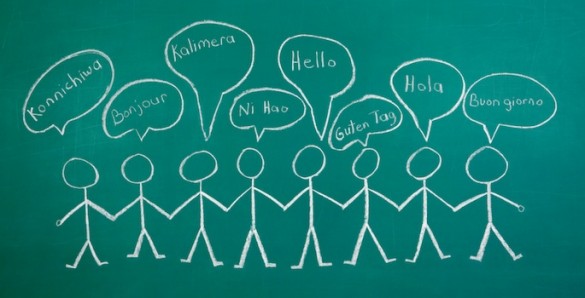 Konnichiwa
Bonjour
Kalimera
Ni Hao
Hello
Guten Tag
Hola
Buongiorno